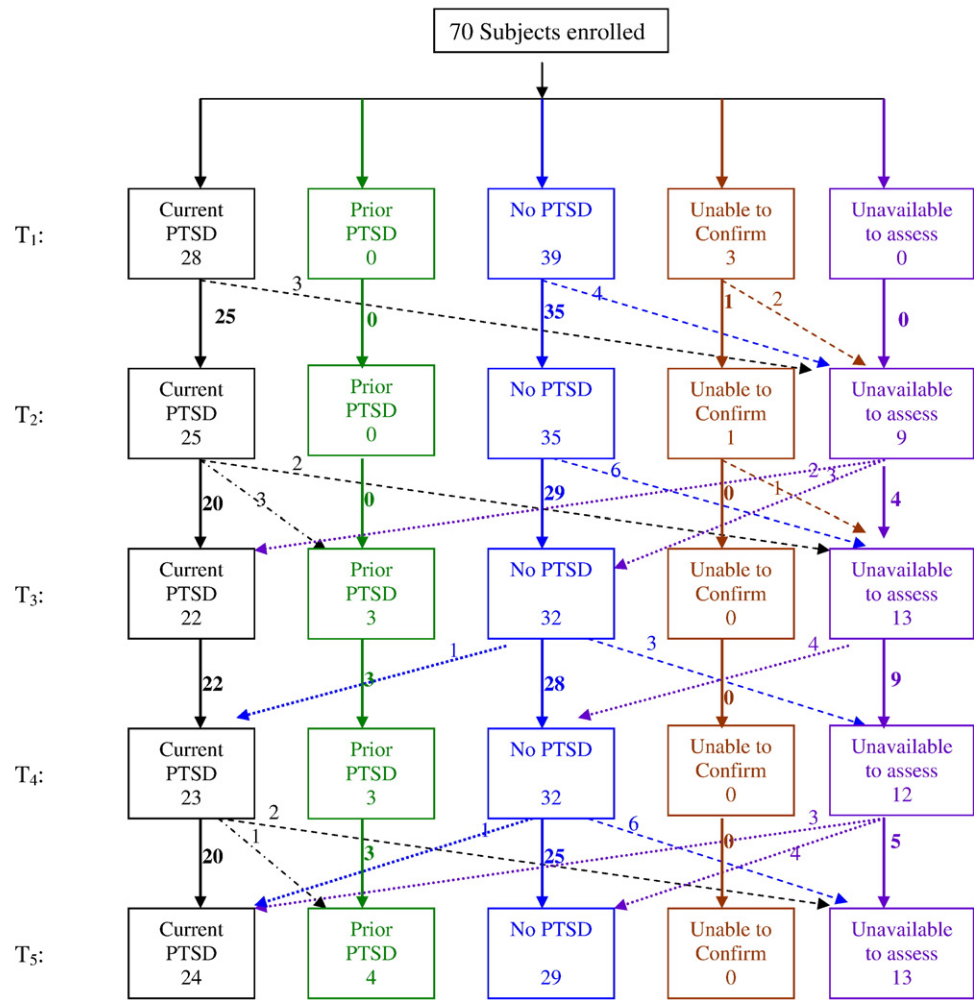 70 Subjects enrolled
T1:
Current
PTSD
28
Prior
PTSD
0
No PTSD
39
Unable to
Confirm
3
Unavailable
to assess
0
3
4
2
25
0
35
1
0
T2:
Current
PTSD
25
Prior
PTSD
0
No PTSD
35
Unable to
Confirm
1
Unavailable
to assess
9
2
6
2
3
3
1
20
0
29
0
4
T3:
Current
PTSD
22
Prior
PTSD
3
No PTSD
32
Unable to
Confirm
0
Unavailable
to assess
13
1
3
4
22
3
28
0
9
T4:
Current
PTSD
23
Prior
PTSD
3
No PTSD
32
Unable to
Confirm
0
Unavailable
to assess
12
2
1
1
6
3
4
20
3
25
0
5
T5:
Current
PTSD
24
Prior
PTSD
4
No PTSD
29
Unable to
Confirm
0
Unavailable
to assess
13